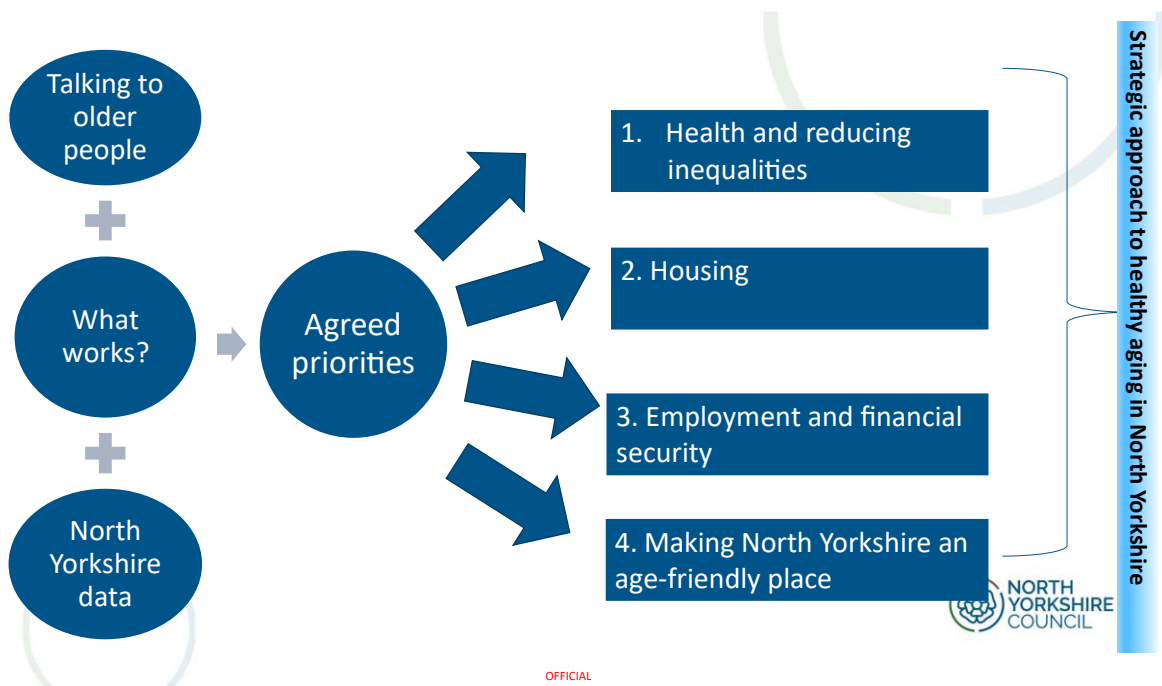 Talking to
older
people
What
works?
North
Yorkshire
data
Agreed
priorities
1. Health and reducing
inequalities
2. Housing
3. Employment and financial
security
4. Making North Yorkshire an
age-friendly place
Strategic approach to healthy aging in North Yorkshire
NORTH
YORKSHIRE
COUNCIL
OFFICIAL